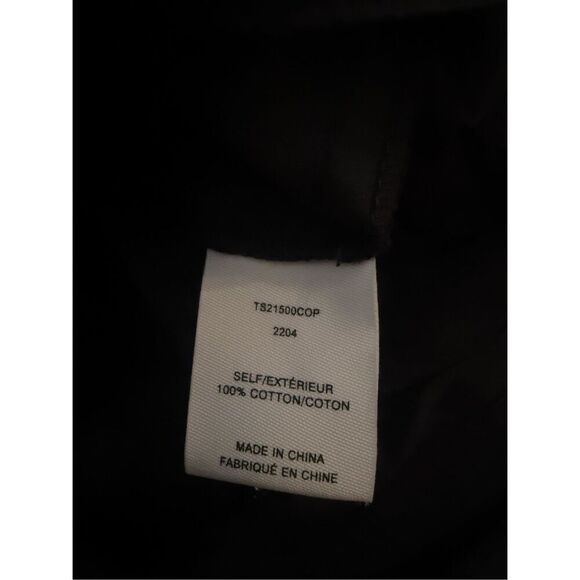 TS21500COP
2204
SELF/EXTÉRIEUR
100% COTTON/COTON
MADE IN CHINA
FABRIQUÉ EN CHINE